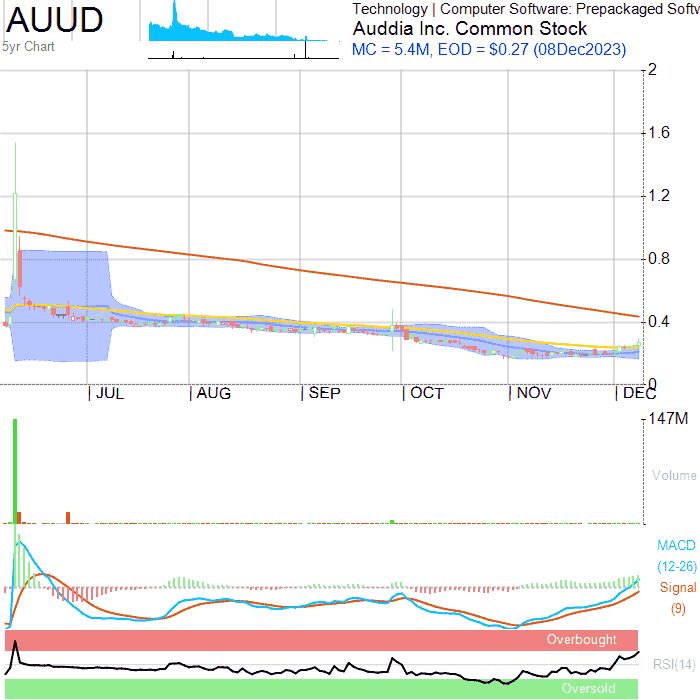 AUUD
5yr Chart
Technology | Computer Software: Prepackaged Softw
Auddia Inc. Common Stock
MC = 5.4M, EOD = $0.27 (08Dec2023)
2
1.6
1.2
0.8
0.4
0
JUL AUG SEP OCT NOV DEC
147M
Volume
MACD
(12-26)
Signal
(9)
Overbought
RSI(14)
Oversold